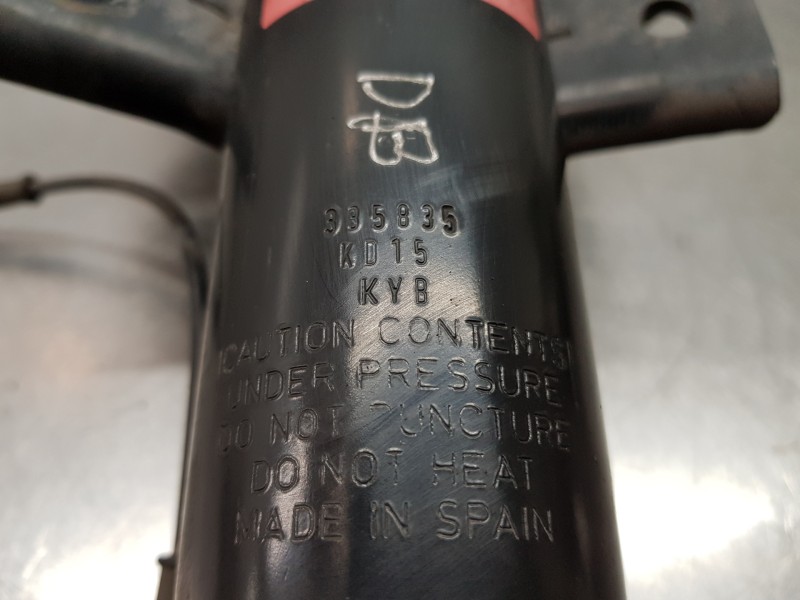 DB
335835
KD15
KYB
(CAUTION CONTENTS)
UNDER PRESSURE
DO NOT PUNCTURE
DO NOT HEAT
MADE IN SPAIN